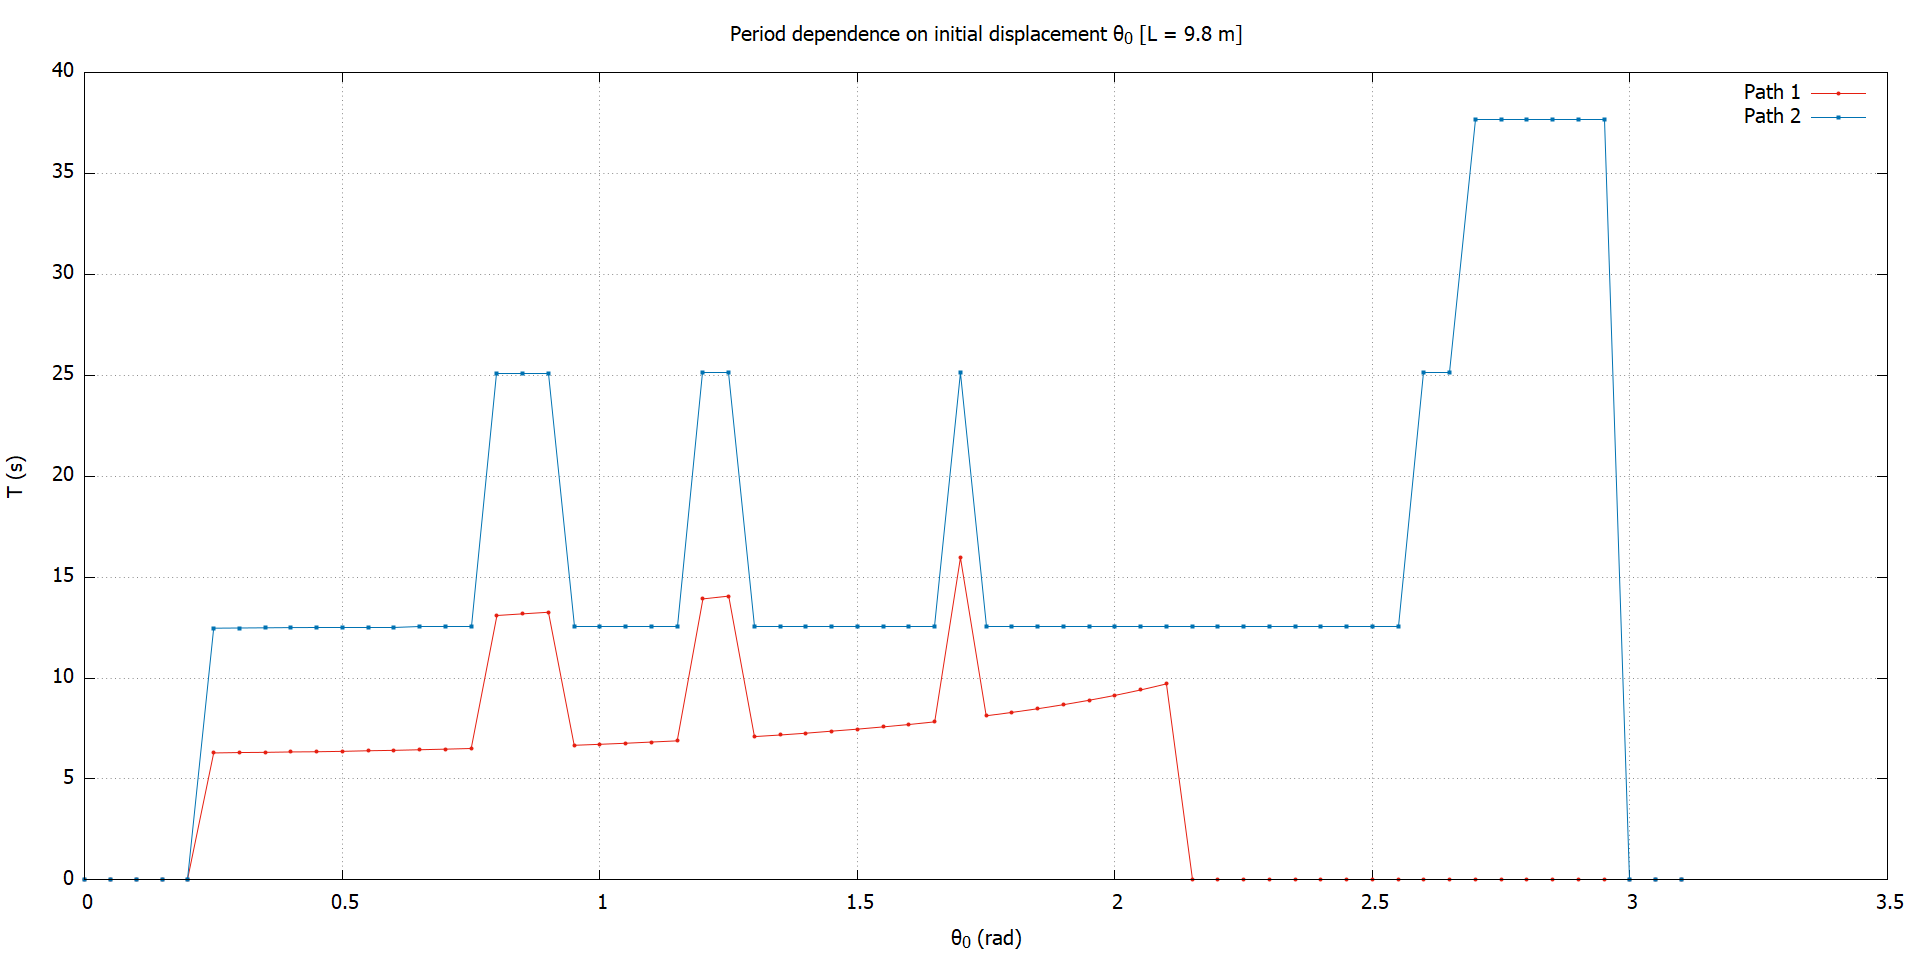 Period dependence on initial displacement θ₀ [L = 9.8 m]
Path 1
Path 2
40
35
30
25
20
15
10
5
0
T (s)
0 0.5 1 1.5 2 2.5 3 3.5
θ₀ (rad)